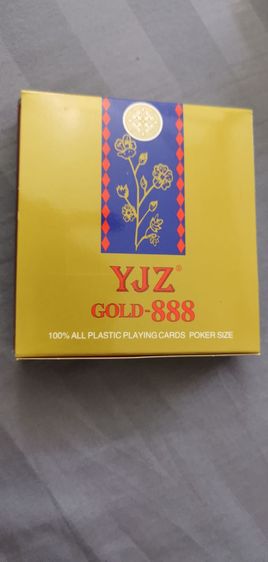 YJZ®
GOLD-888
100% ALL PLASTIC PLAYING CARDS POKER SIZE